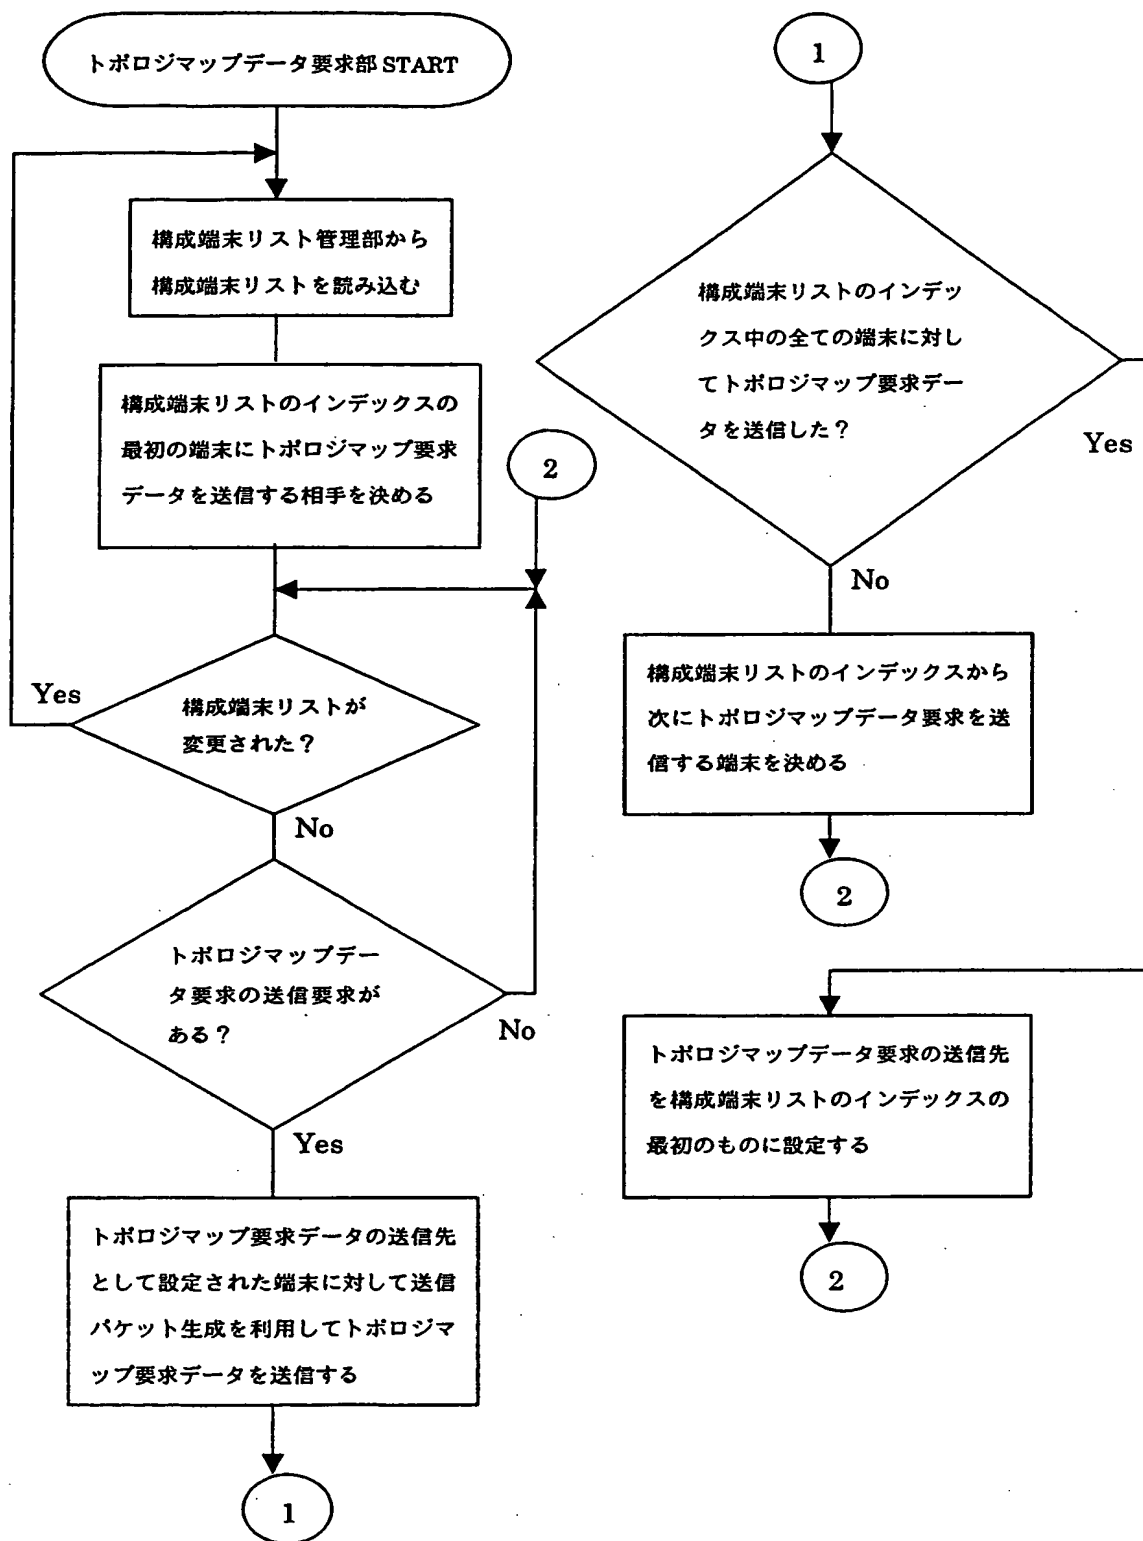 トポロジマップデータ要求部 START
構成端末リスト管理部から
構成端末リストを読み込む
構成端末リストのインデックスの
最初の端末にトポロジマップ要求
データを送信する相手を決める
2
構成端末リストが
変更された？
Yes
No
トポロジマップデー
タ要求の送信要求が
ある？
No
Yes
トポロジマップ要求データの送信先
として設定された端末に対して送信
パケット生成を利用してトポロジマ
ップ要求データを送信する
1
1
構成端末リストのインデッ
クス中の全ての端末に対し
てトポロジマップ要求デー
タを送信した？
Yes
No
構成端末リストのインデックスから
次にトポロジマップデータ要求を送
信する端末を決める
2
トポロジマップデータ要求の送信先
を構成端末リストのインデックスの
最初のものに設定する
2